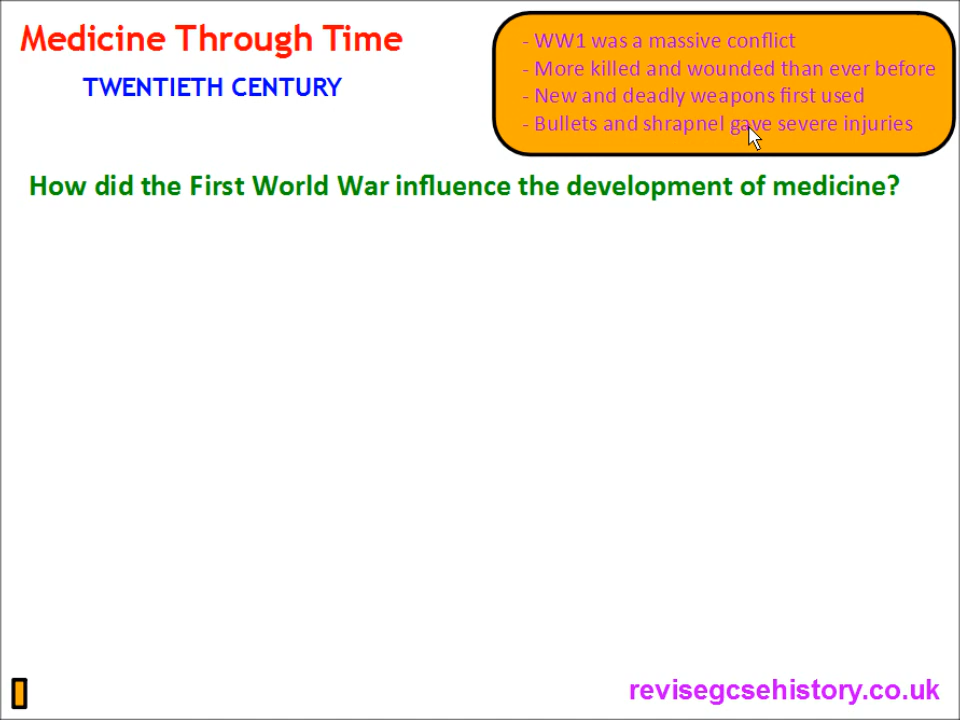 Medicine Through Time
TWENTIETH CENTURY
- WW1 was a massive conflict
- More killed and wounded than ever before
- New and deadly weapons first used
- Bullets and shrapnel gave severe injuries
How did the First World War influence the development of medicine?
revisegcsehistory.co.uk